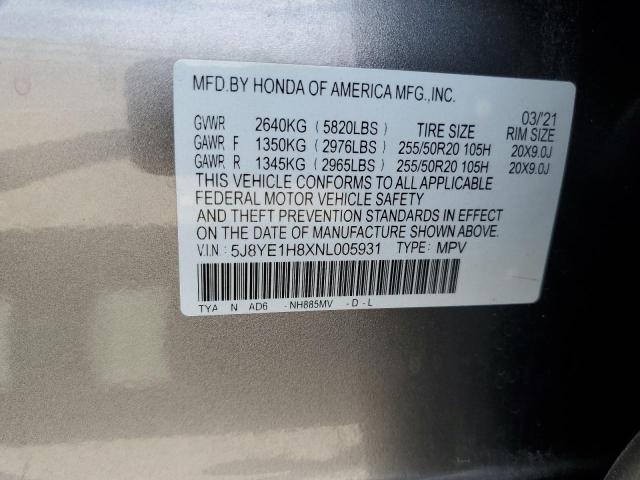 MFD.BY HONDA OF AMERICA MFG.,INC.
03/'21
GVWR 2640KG (5820LBS) TIRE SIZE RIM SIZE
GAWR F 1350KG (2976LBS) 255/50R20 105H 20X9.0J
GAWR R 1345KG (2965LBS) 255/50R20 105H 20X9.0J
THIS VEHICLE CONFORMS TO ALL APPLICABLE
FEDERAL MOTOR VEHICLE SAFETY
AND THEFT PREVENTION STANDARDS IN EFFECT
ON THE DATE OF MANUFACTURE SHOWN ABOVE.
V.I.N: 5J8YE1H8XNL005931 TYPE: MPV
TYA N AD6 -NH885MV -D-L